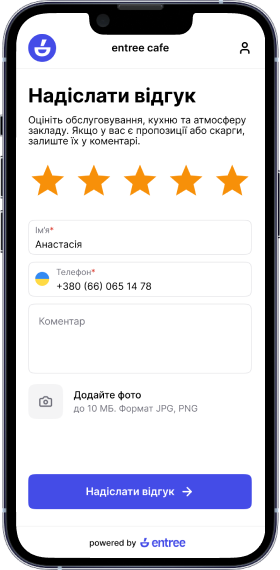 entree cafe
Надіслати відгук
Оцініть обслуговування, кухню та атмосферу
закладу. Якщо у вас є пропозиції або скарги,
залиште їх у коментарі.
Ім'я*
Анастасія
Телефон*
+380 (66) 065 14 78
Коментар
Додайте фото
до 10 МБ. Формат JPG, PNG
Надіслати відгук →
powered by entree